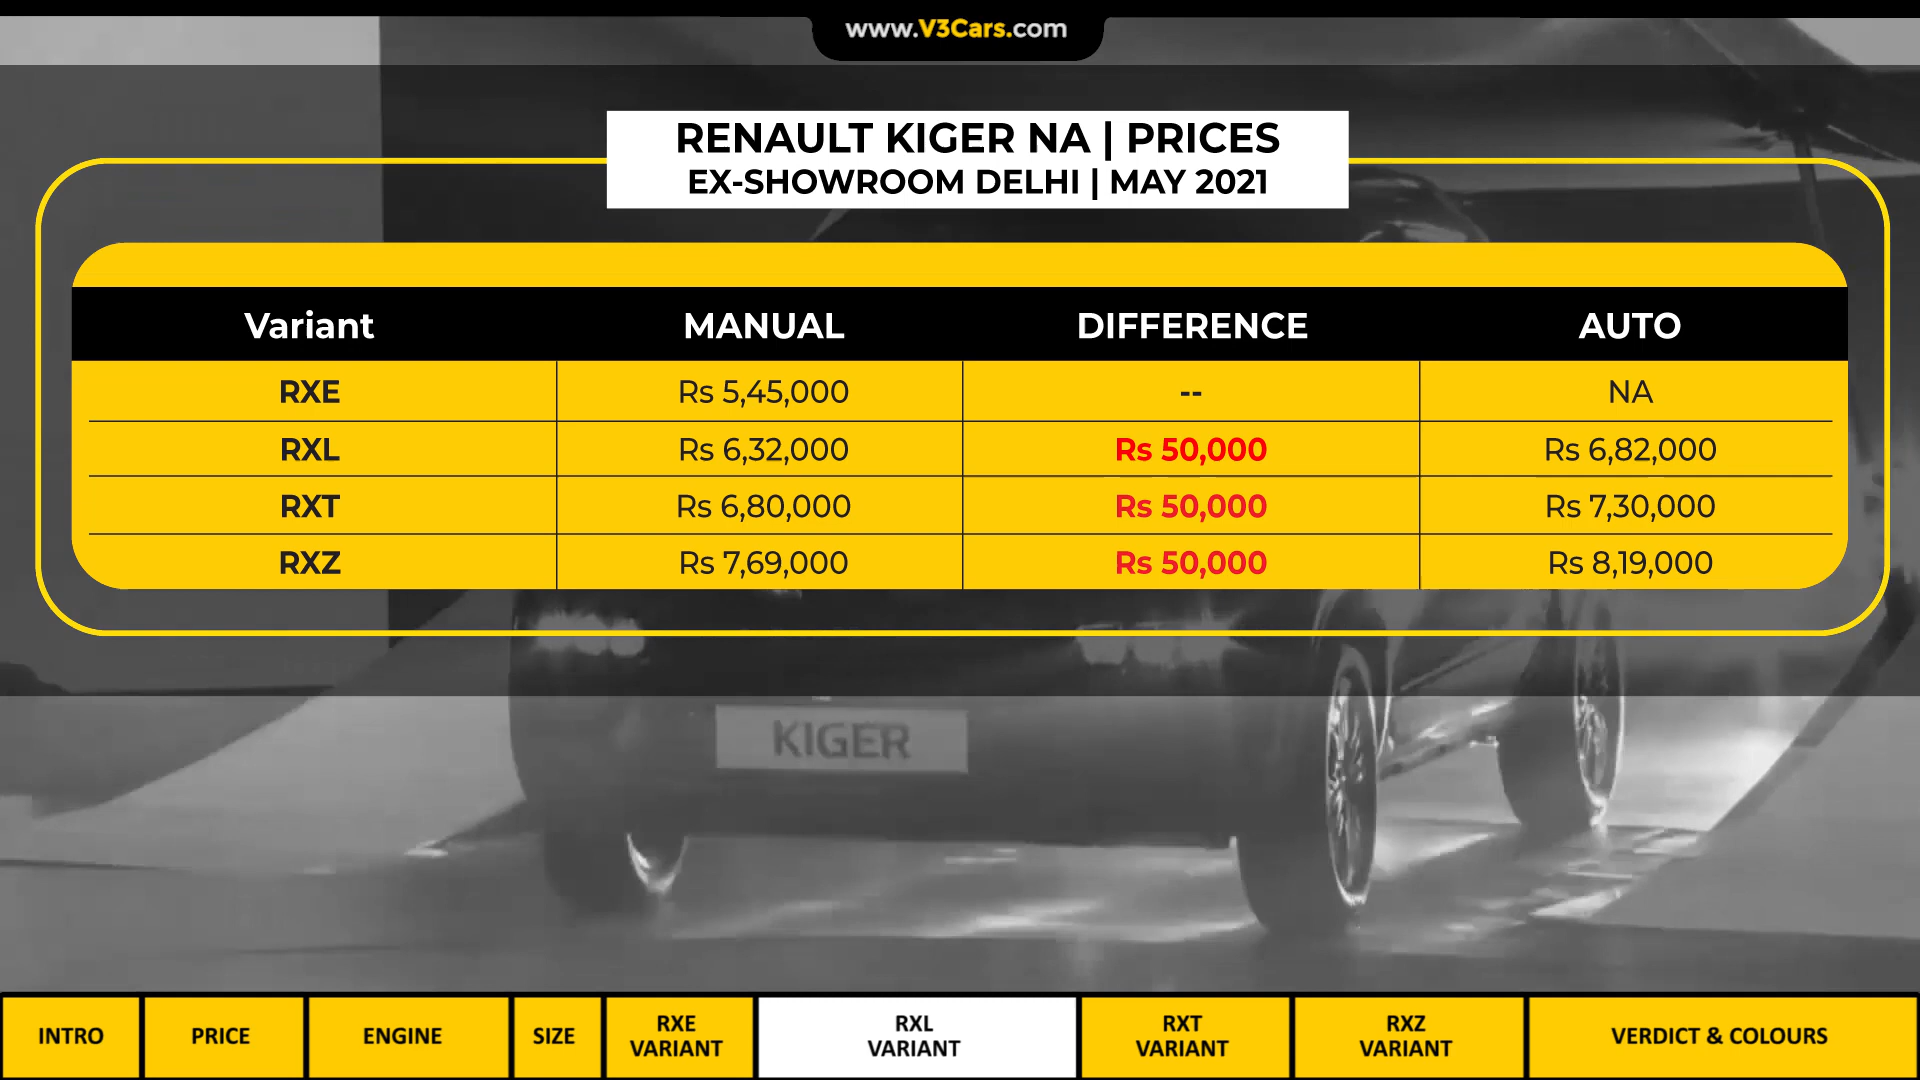 www.V3Cars.com
RENAULT KIGER NA | PRICES
EX-SHOWROOM DELHI | MAY 2021
Variant MANUAL DIFFERENCE AUTO
RXE Rs 5,45,000 -- NA
RXL Rs 6,32,000 Rs 50,000 Rs 6,82,000
RXT Rs 6,80,000 Rs 50,000 Rs 7,30,000
RXZ Rs 7,69,000 Rs 50,000 Rs 8,19,000
KIGER
INTRO
PRICE
ENGINE
SIZE
RXE
VARIANT
RXL
VARIANT
RXT
VARIANT
RXZ
VARIANT
VERDICT & COLOURS